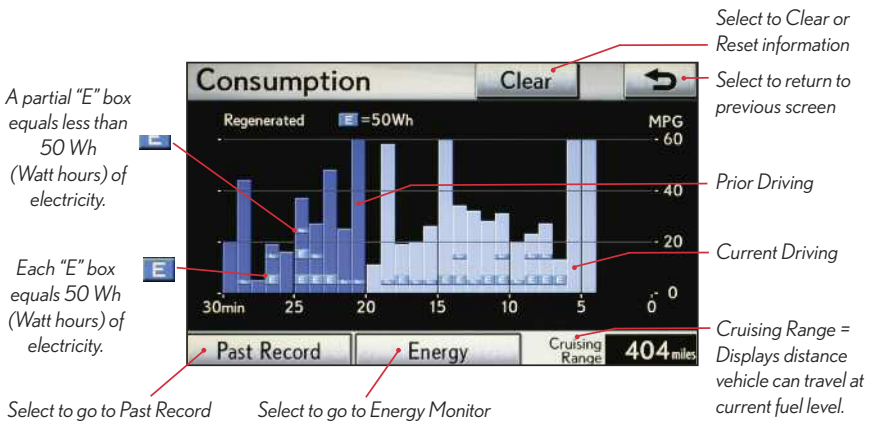 Select to Clear or
Reset information
Consumption
Clear
Select to return to
previous screen
A partial “E” box
equals less than
50 Wh
(Watt hours) of
electricity.
E
Regenerated E =50Wh MPG
60
40
20
0
Prior Driving
Current Driving
Each “E” box
equals 50 Wh
(Watt hours) of
electricity.
E
30min 25 20 15 10 5 0
Past Record
Energy
Cruising
Range
404 miles
Cruising Range =
Displays distance
vehicle can travel at
current fuel level.
Select to go to Past Record
Select to go to Energy Monitor